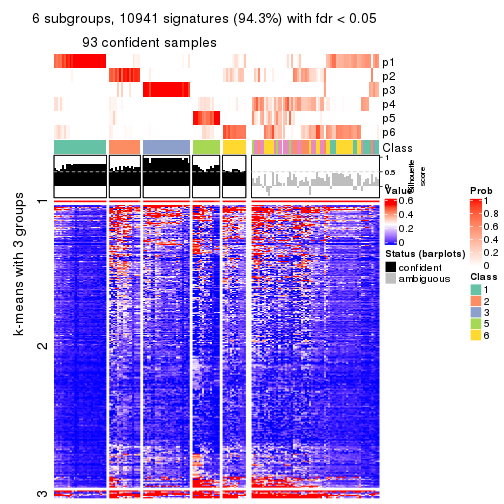 6 subgroups, 10941 signatures (94.3%) with fdr < 0.05
93 confident samples
p1
p2
p3
p4
p5
p6
Class
1
0.5
0
Silhouette
score
k-means with 3 groups
1
2
3
Value
0.6
0.4
0.2
0
Status (barplots)
confident
ambiguous
Prob
1
0.8
0.6
0.4
0.2
0
Class
1
2
3
5
6